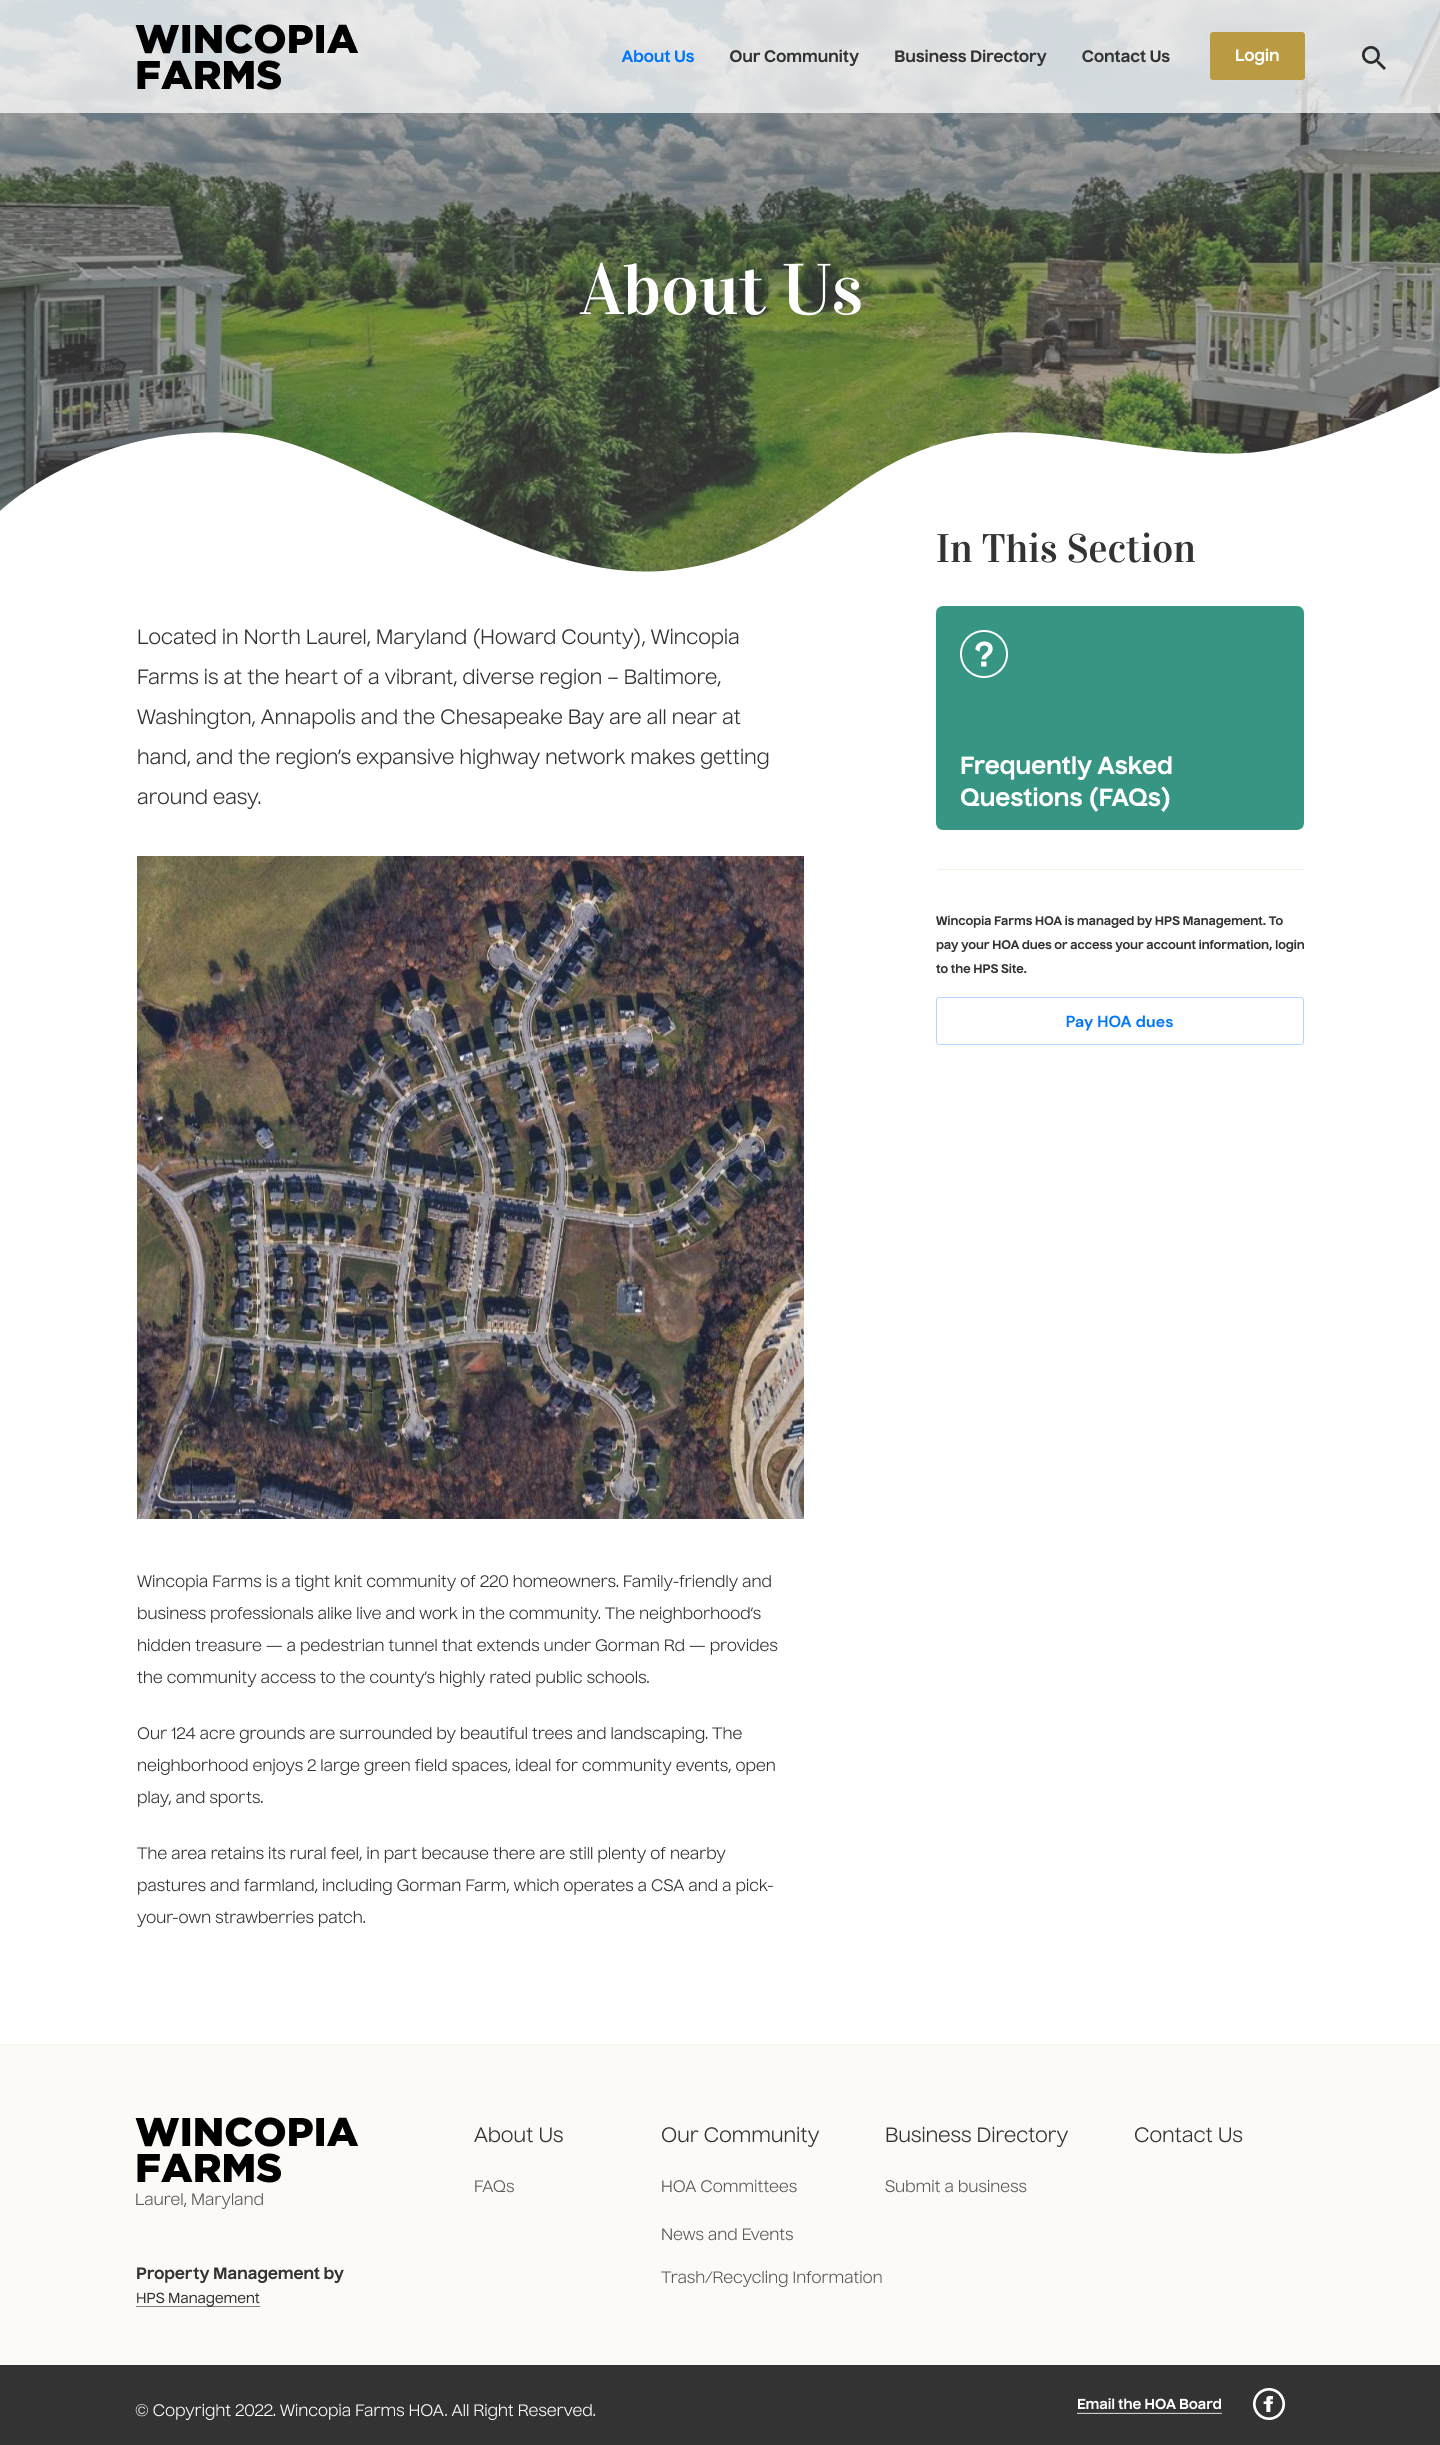 WINCOPIA
FARMS
About Us
Our Community
Business Directory
Contact Us
Login
About Us
In This Section
?
Frequently Asked
Questions (FAQs)
Located in North Laurel, Maryland (Howard County), Wincopia
Farms is at the heart of a vibrant, diverse region – Baltimore,
Washington, Annapolis and the Chesapeake Bay are all near at
hand, and the region's expansive highway network makes getting
around easy.
Wincopia Farms HOA is managed by HPS Management. To
pay your HOA dues or access your account information, login
to the HPS Site.
Pay HOA dues
Wincopia Farms is a tight knit community of 220 homeowners. Family-friendly and
business professionals alike live and work in the community. The neighborhood's
hidden treasure — a pedestrian tunnel that extends under Gorman Rd — provides
the community access to the county's highly rated public schools.
Our 124 acre grounds are surrounded by beautiful trees and landscaping. The
neighborhood enjoys 2 large green field spaces, ideal for community events, open
play, and sports.
The area retains its rural feel, in part because there are still plenty of nearby
pastures and farmland, including Gorman Farm, which operates a CSA and a pick-
your-own strawberries patch.
WINCOPIA
FARMS
Laurel, Maryland
Property Management by
HPS Management
About Us
FAQs
Our Community
HOA Committees
News and Events
Trash/Recycling Information
Business Directory
Submit a business
Contact Us
© Copyright 2022. Wincopia Farms HOA. All Right Reserved.
Email the HOA Board
f